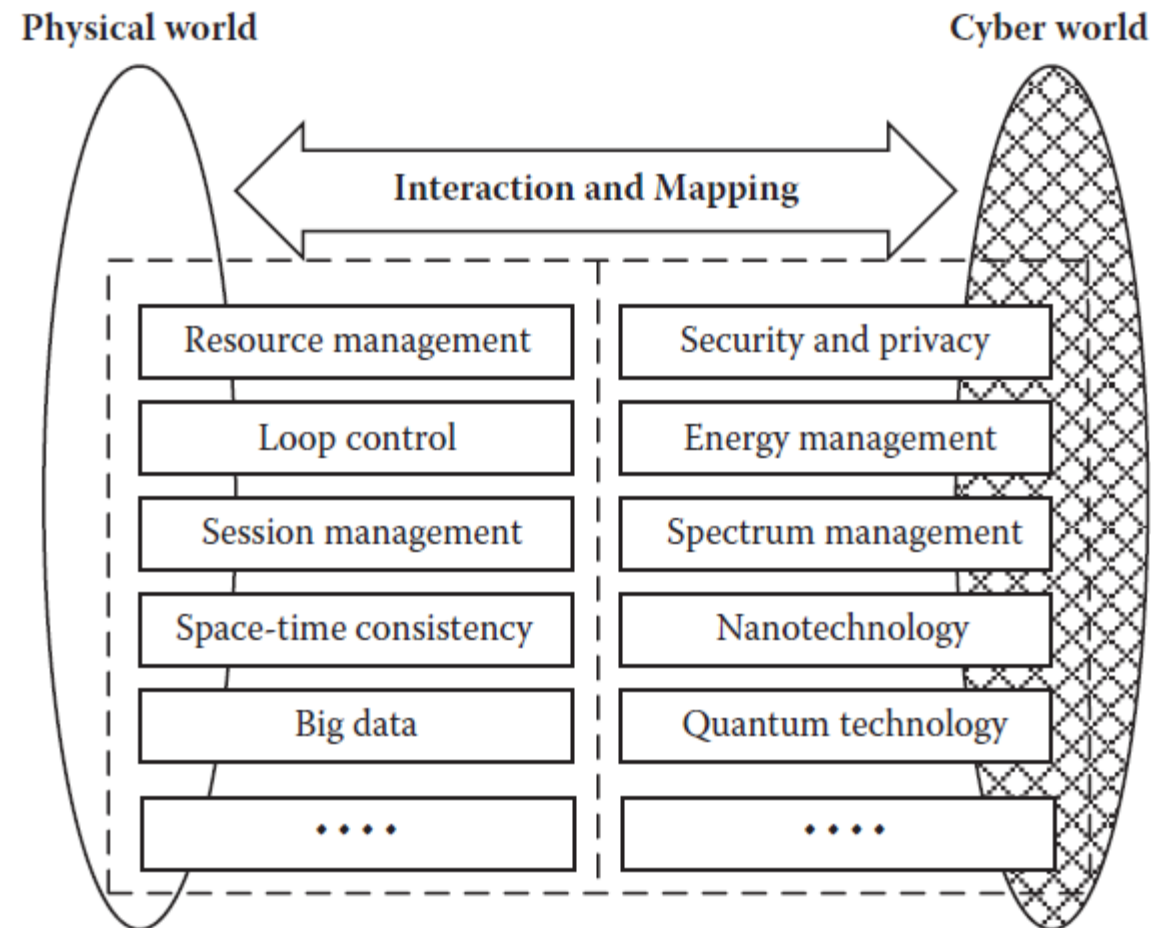 Physical world
Cyber world
Interaction and Mapping
Resource management
Security and privacy
Loop control
Energy management
Session management
Spectrum management
Space-time consistency
Nanotechnology
Big data
Quantum technology
• • • •
• • • •